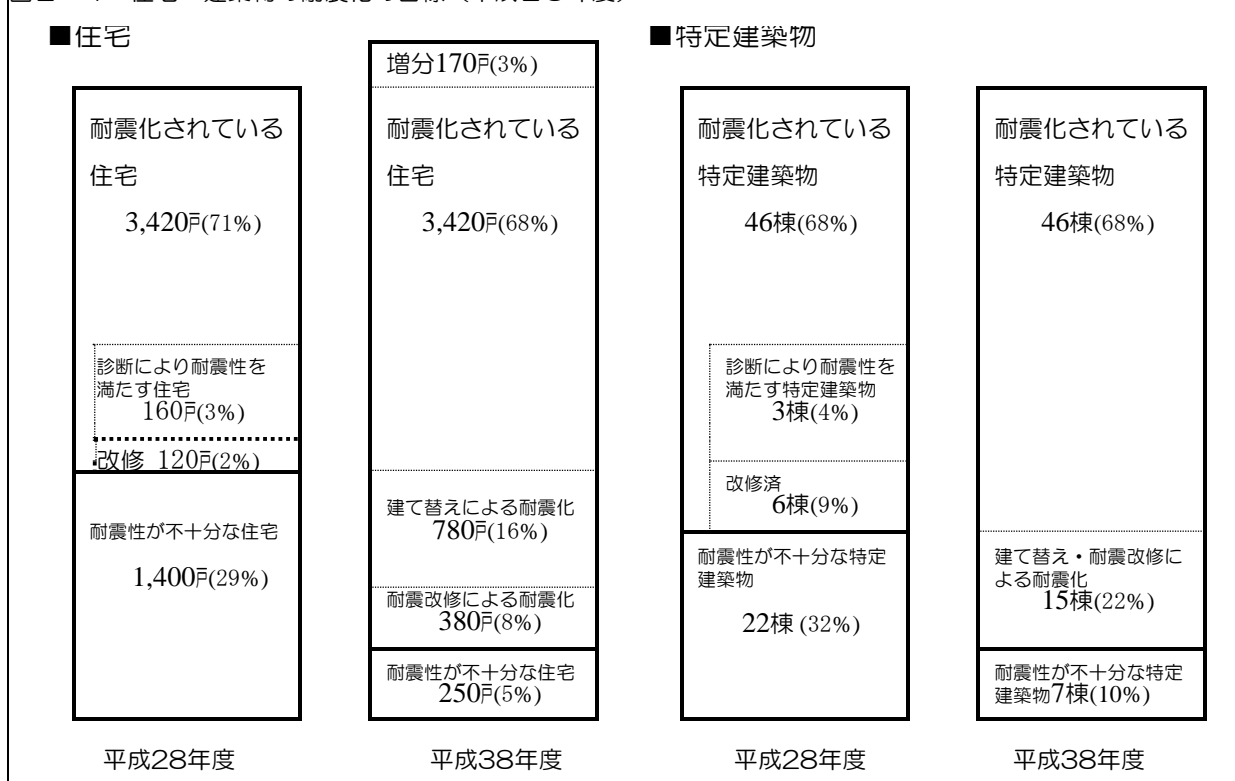 ■住宅
■特定建築物
増分170戸(3%)
耐震化されている
住宅
3,420戸(71%)
診断により耐震性を
満たす住宅
160戸(3%)
改修 120戸(2%)
耐震性が不十分な住宅
1,400戸(29%)
耐震化されている
住宅
3,420戸(68%)
建て替えによる耐震化
780戸(16%)
耐震改修による耐震化
380戸(8%)
耐震性が不十分な住宅
250戸(5%)
耐震化されている
特定建築物
46棟(68%)
診断により耐震性を
満たす特定建築物
3棟(4%)
改修済
6棟(9%)
耐震性が不十分な特定
建築物
22棟(32%)
耐震化されている
特定建築物
46棟(68%)
建て替え・耐震改修に
よる耐震化
15棟(22%)
耐震性が不十分な特定
建築物7棟(10%)
平成28年度
平成38年度
平成28年度
平成38年度